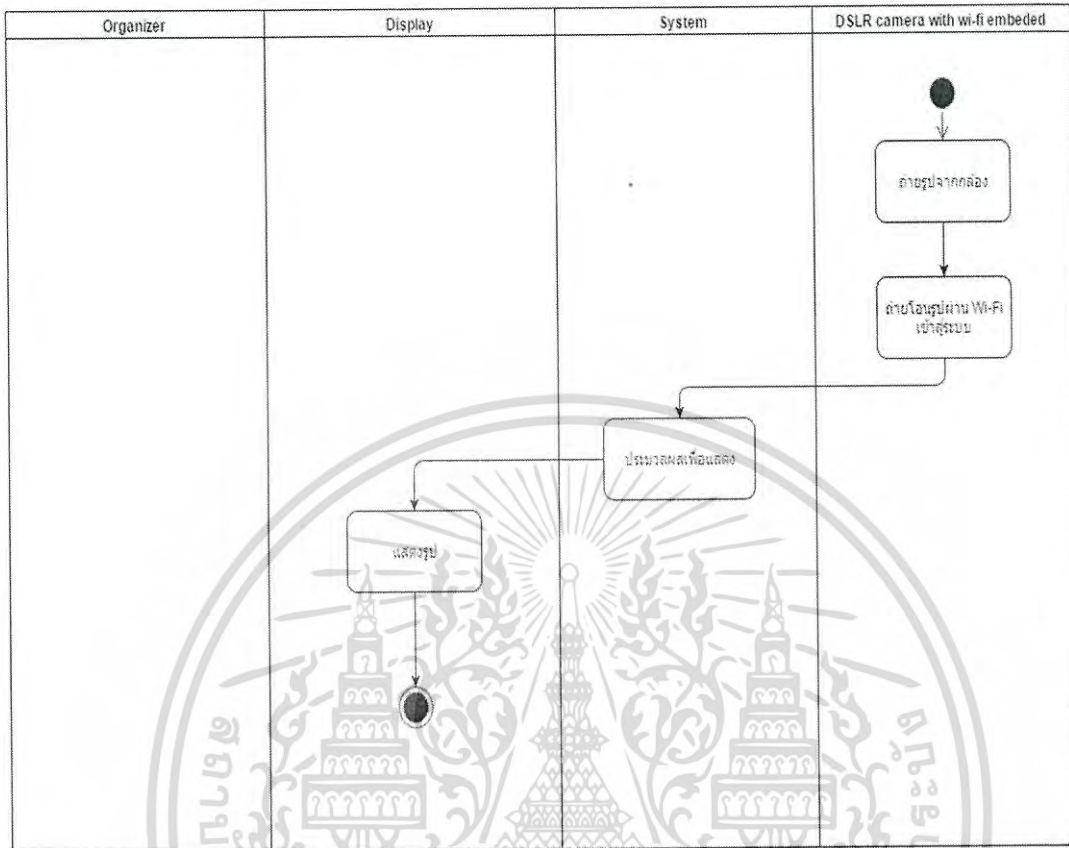 Organizer
Display
System
DSLR camera with wi-fi embeded
ถ่ายรูปจากกล้อง
ถ่ายโอนรูปผ่าน Wi-Fi
เข้าสู่ระบบ
ประมวลผลเพื่อแสดง
แสดงรูป